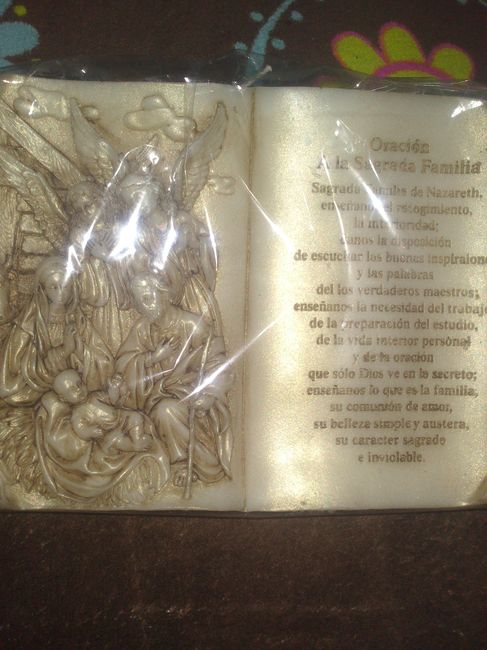 Oración
A la Sagrada Familia
Sagrada Familia de Nazareth,
enséñanos el recogimiento,
la interioridad;
danos la disposición
de escuchar las buenas inspiraione
y las palabras
del los verdaderos maestros;
enséñanos la necesidad del trabajo
de la preparación del estudio,
de la vida interior personal
y de la oración
que sólo Dios ve en la secreto;
enséñanos lo que es la familia,
su comunión de amor,
su belleza simple y austera,
su caracter sagrado
e inviolable.